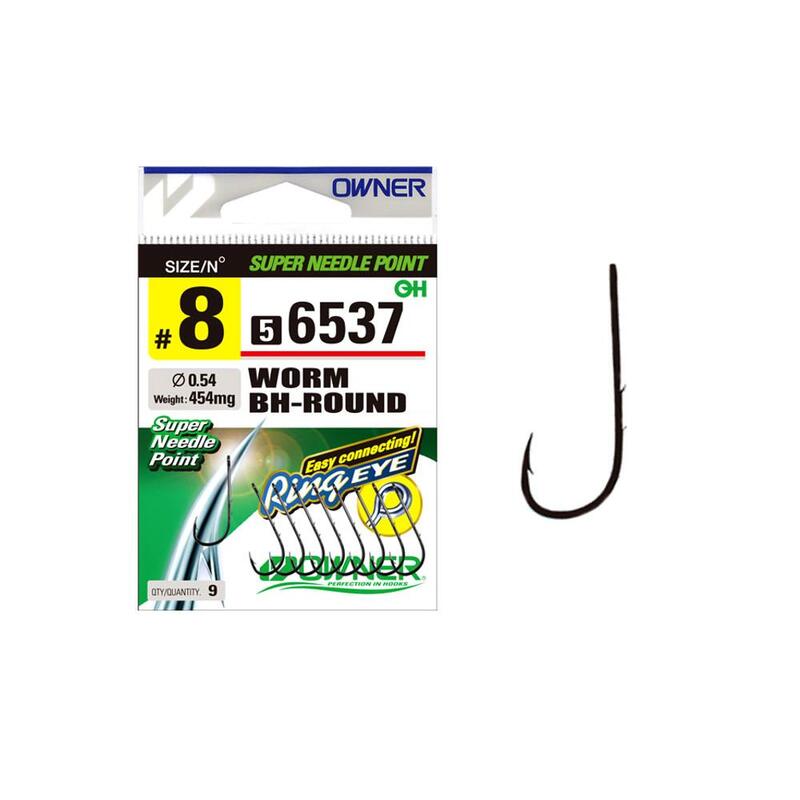 OWNER
SIZE/N°
SUPER NEEDLE POINT
OH
#8
5 6537
Ø 0.54
Weight: 454mg
WORM
BH-ROUND
Super
Needle
Point
Easy connecting!
Ring EYE
OWNER®
PERFECTION IN HOOKS
QTY/QUANTITY. 9